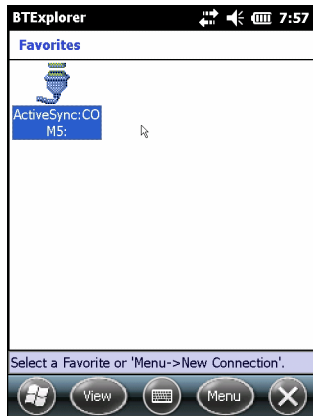 BTExplorer 7:57
Favorites
ActiveSync:CO
M5:
Select a Favorite or 'Menu->New Connection'.
View Menu